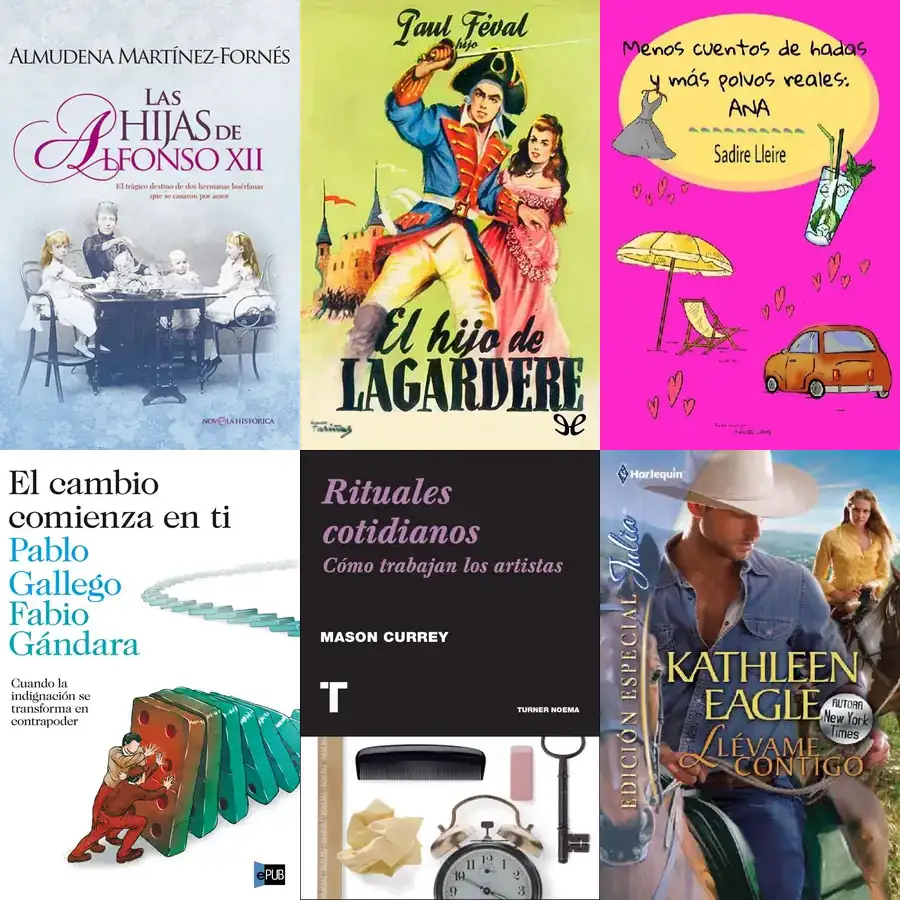 ALMUDENA MARTÍNEZ-FORNÉS
LAS
HIJAS DE
ALFONSO XII
El trágico destino de dos hermanas huérfanas
que se casaron por amor
NOVELA HISTÓRICA
Paul Féval
hijo
El hijo de
LAGARDERE
Menos cuentos de hadas
y más polvos reales:
ANA
Sadire Lleire
El cambio
comienza en ti
Pablo
Gallego
Fabio
Gándara
Cuando la
indignación se
transforma en
contrapoder
ePUB
Rituales
cotidianos
Cómo trabajan los artistas
MASON CURREY
T
TURNER NOEMA
Harlequin
Julia
EDICIÓN ESPECIAL
KATHLEEN
EAGLE
AUTORA
New York
Times
LLÉVAME
CONTIGO